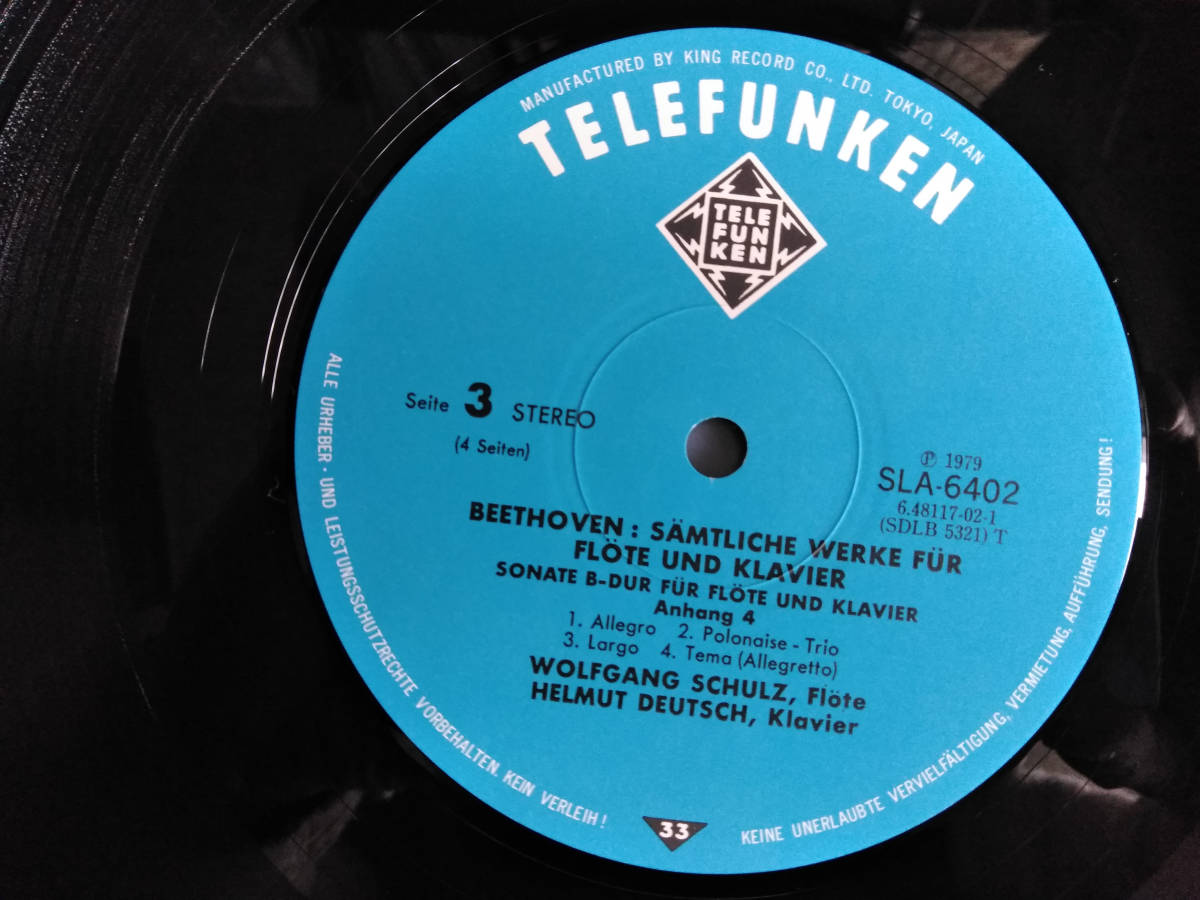 MANUFACTURED BY KING RECORD CO., LTD. TOKYO, JAPAN
TELEFUNKEN
TELE
FUN
KEN
Seite 3 STEREO
(4 Seiten)
Ⓟ 1979
SLA-6402
6.48117-02-1
(SDLB 5321) T
BEETHOVEN : SÄMTLICHE WERKE FÜR
FLÖTE UND KLAVIER
SONATE B-DUR FÜR FLÖTE UND KLAVIER
Anhang 4
1. Allegro 2. Polonaise - Trio
3. Largo 4. Tema (Allegretto)
WOLFGANG SCHULZ, Flöte
HELMUT DEUTSCH, Klavier
ALLE URHEBER - UND LEISTUNGSSCHUTZRECHTE VORBEHALTEN. KEIN VERLEIH!
33
KEINE UNERLAUBTE VERVIELFÄLTIGUNG, VERMIETUNG, AUFFÜHRUNG, SENDUNG!